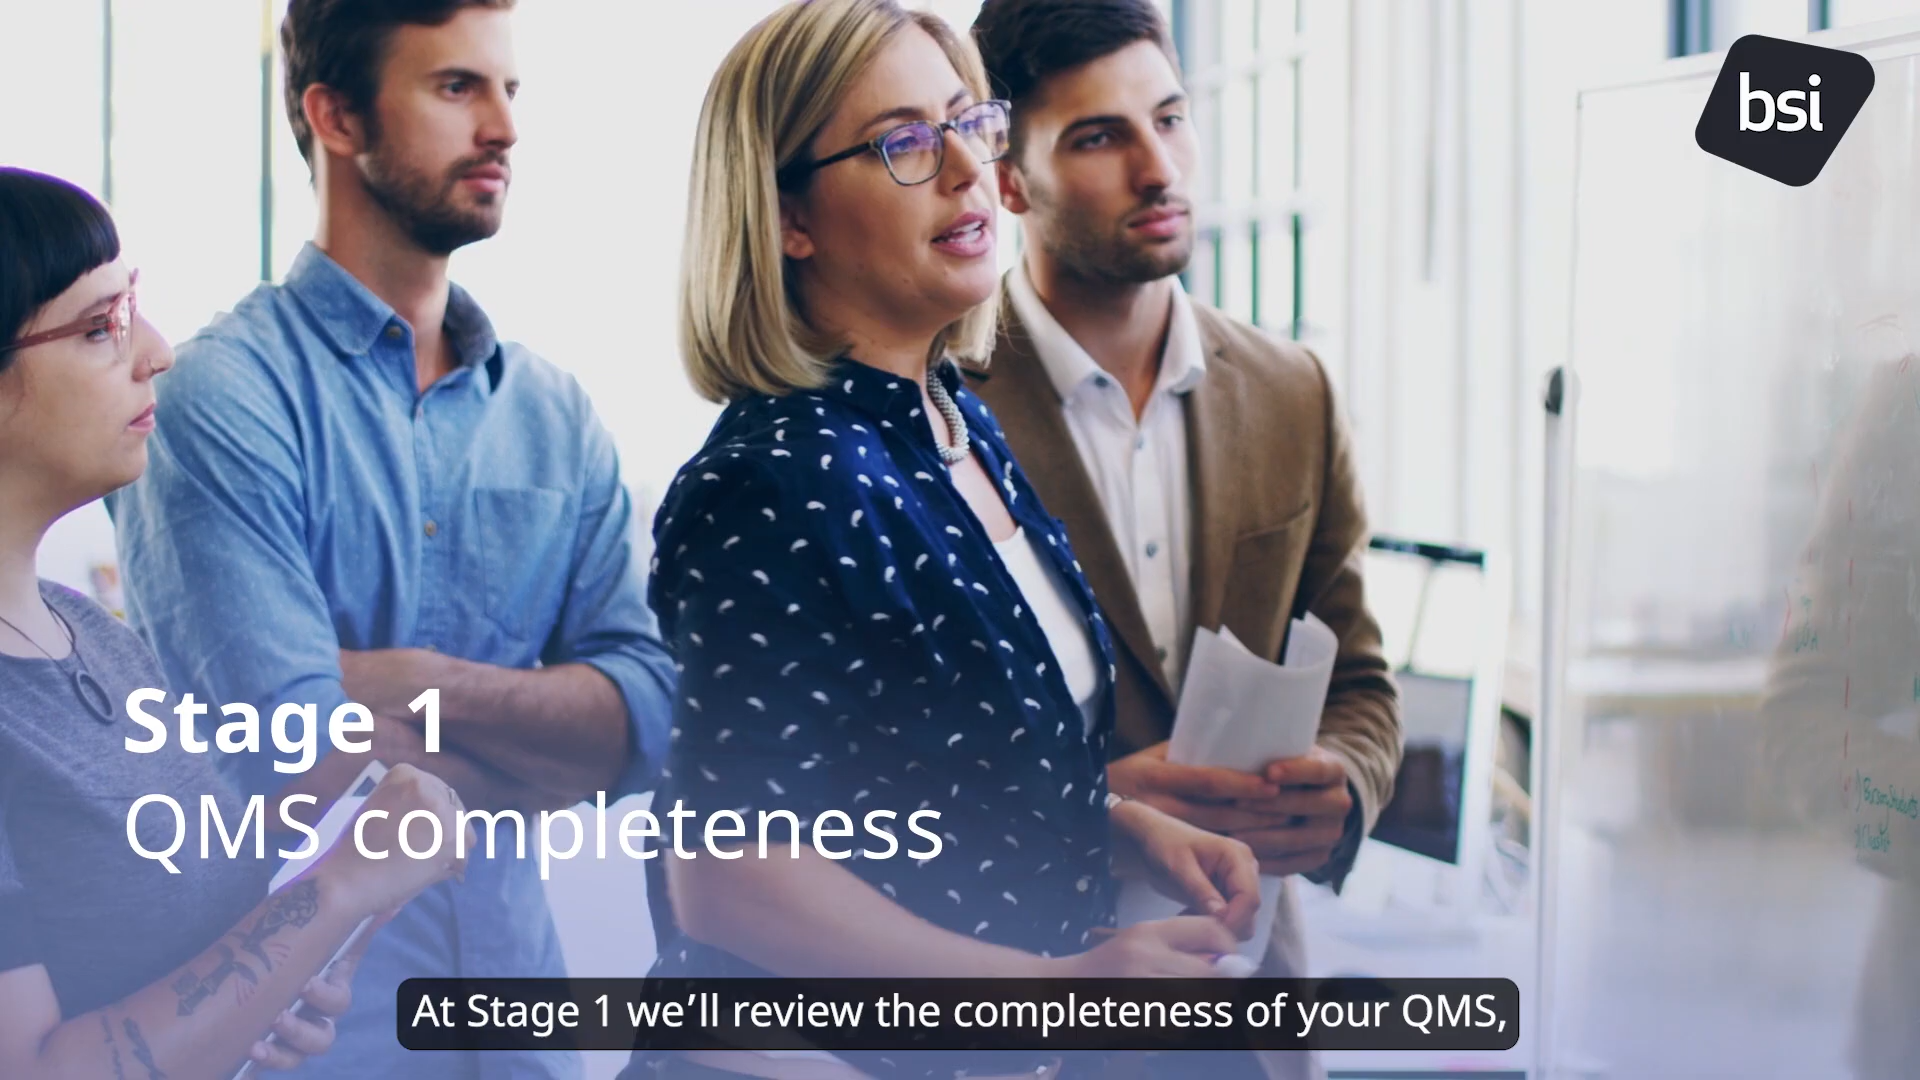 bsi
Stage 1
QMS completeness
At Stage 1 we’ll review the completeness of your QMS,